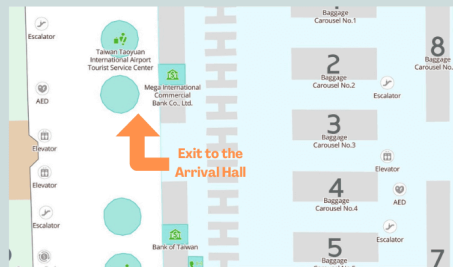 Baggage
Carousel No.1
Escalator
Taiwan Taoyuan
International Airport
Tourist Service Center
8
Baggage
Carousel No.
2
Baggage
Carousel No.2
Mega International
Commercial
Bank Co., Ltd.
AED
Escalator
3
Baggage
Carousel No.3
Elevator
Exit to the
Arrival Hall
Elevator
Elevator
4
Baggage
Carousel No.4
AED
Escalator
Escalator
Bank of Taiwan
5
Baggage
7